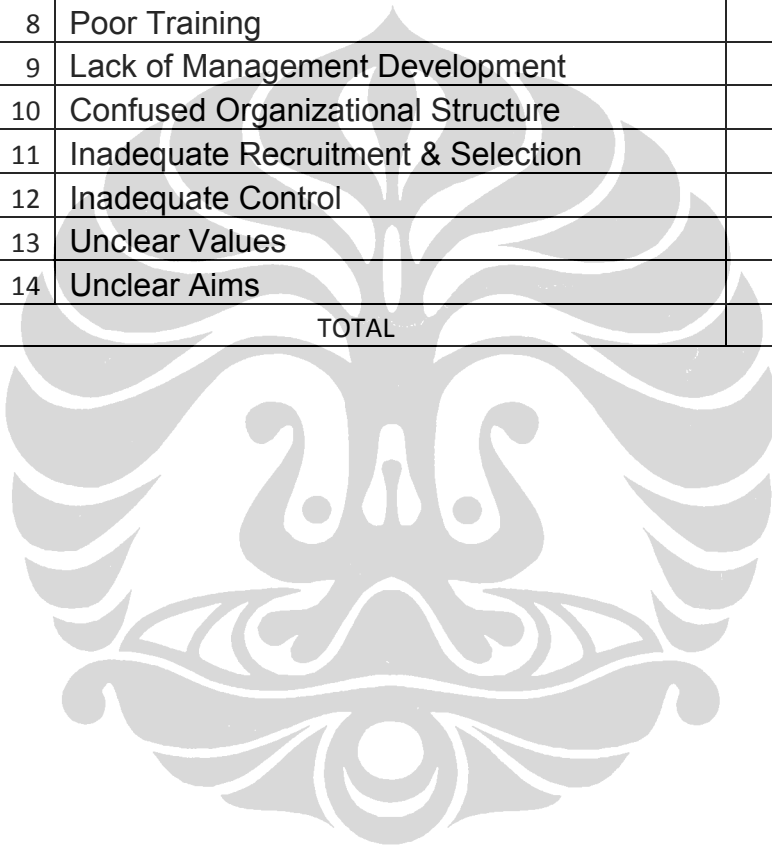 8 Poor Training
9 Lack of Management Development
10 Confused Organizational Structure
11 Inadequate Recruitment & Selection
12 Inadequate Control
13 Unclear Values
14 Unclear Aims
TOTAL